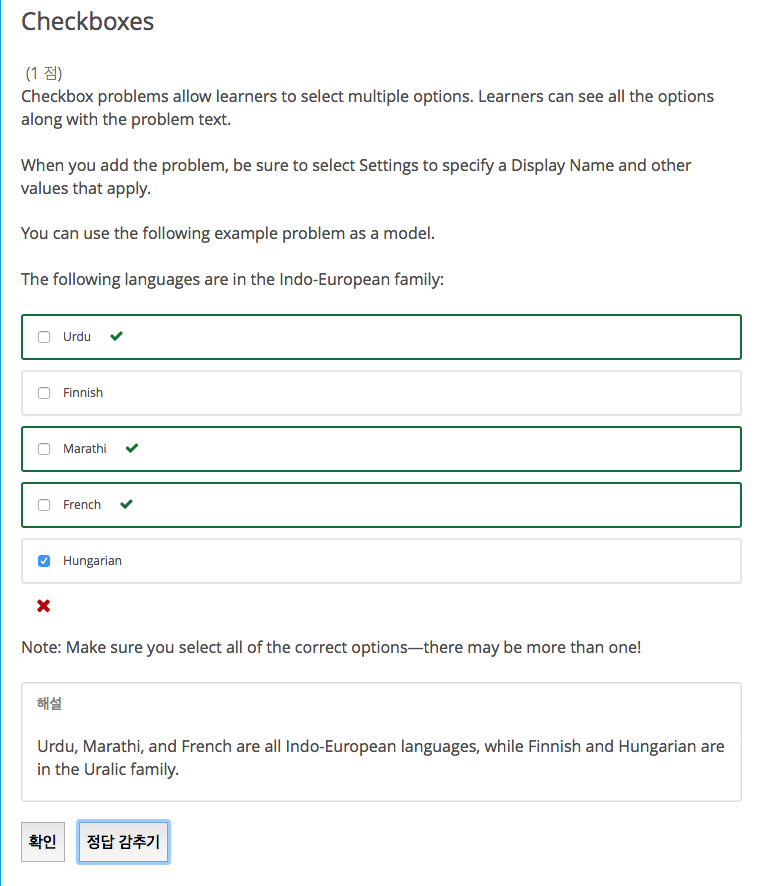 Checkboxes
(1 점)
Checkbox problems allow learners to select multiple options. Learners can see all the options
along with the problem text.
When you add the problem, be sure to select Settings to specify a Display Name and other
values that apply.
You can use the following example problem as a model.
The following languages are in the Indo-European family:
Urdu
Finnish
Marathi
French
Hungarian
Note: Make sure you select all of the correct options—there may be more than one!
해설
Urdu, Marathi, and French are all Indo-European languages, while Finnish and Hungarian are
in the Uralic family.
확인 정답 감추기